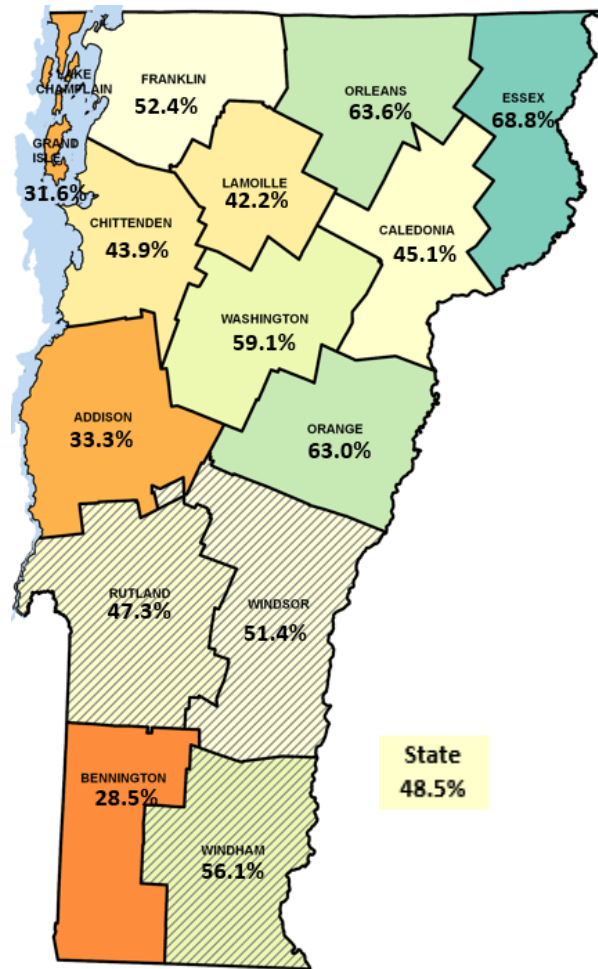 FRANKLIN
52.4%
ORLEANS
63.6%
ESSEX
68.8%
LAKE
CHAMPLAIN
GRAND
ISLE
31.6%
LAMOILLE
42.2%
CHITTENDEN
43.9%
CALEDONIA
45.1%
WASHINGTON
59.1%
ADDISON
33.3%
ORANGE
63.0%
RUTLAND
47.3%
WINDSOR
51.4%
State
48.5%
BENNINGTON
28.5%
WINDHAM
56.1%